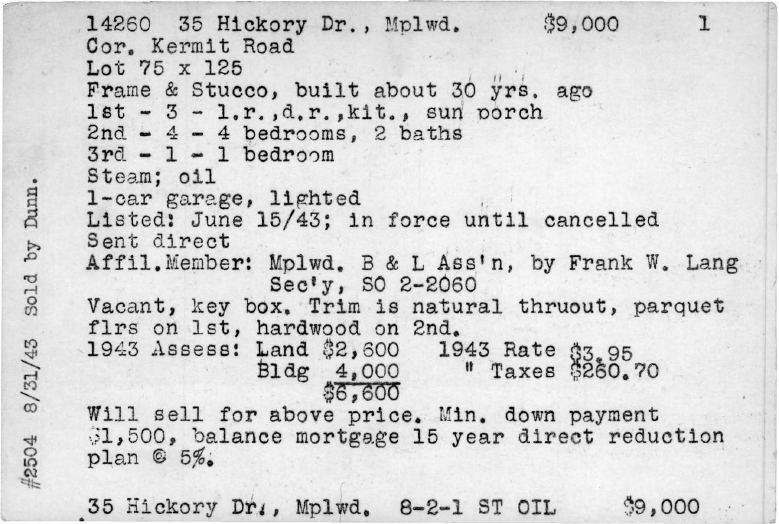 14260  35 Hickory Dr., Mplwd.  $9,000  1
Cor. Kermit Road
Lot 75 x 125
Frame & Stucco, built about 30 yrs. ago
1st - 3 - l.r.,d.r.,kit., sun porch
2nd - 4 - 4 bedrooms, 2 baths
3rd - 1 - 1 bedroom
Steam; oil
1-car garage, lighted
Listed: June 15/43; in force until cancelled
Sent direct
Affil.Member: Mplwd. B & L Ass'n, by Frank W. Lang
Sec'y, SO 2-2060
Vacant, key box. Trim is natural thruout, parquet
flrs on 1st, hardwood on 2nd.
1943 Assess: Land $2,600  1943 Rate $3.95
Bldg 4,000  " Taxes $260.70
$6,600
Will sell for above price. Min. down payment
$1,500, balance mortgage 15 year direct reduction
plan @ 5%.
35 Hickory Dr., Mplwd.  8-2-1 ST OIL  $9,000
#2504  8/31/43  Sold by Dunn.